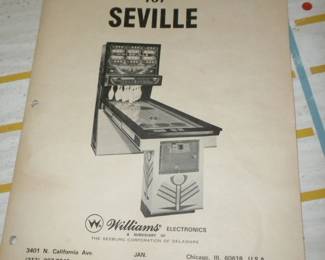 SEVILLE
W Williams ELECTRONICS
A SUBSIDIARY OF
THE SEEBURG CORPORATION OF DELAWARE
3401 N. California Ave. JAN. Chicago, Ill. 60618 U.S.A.